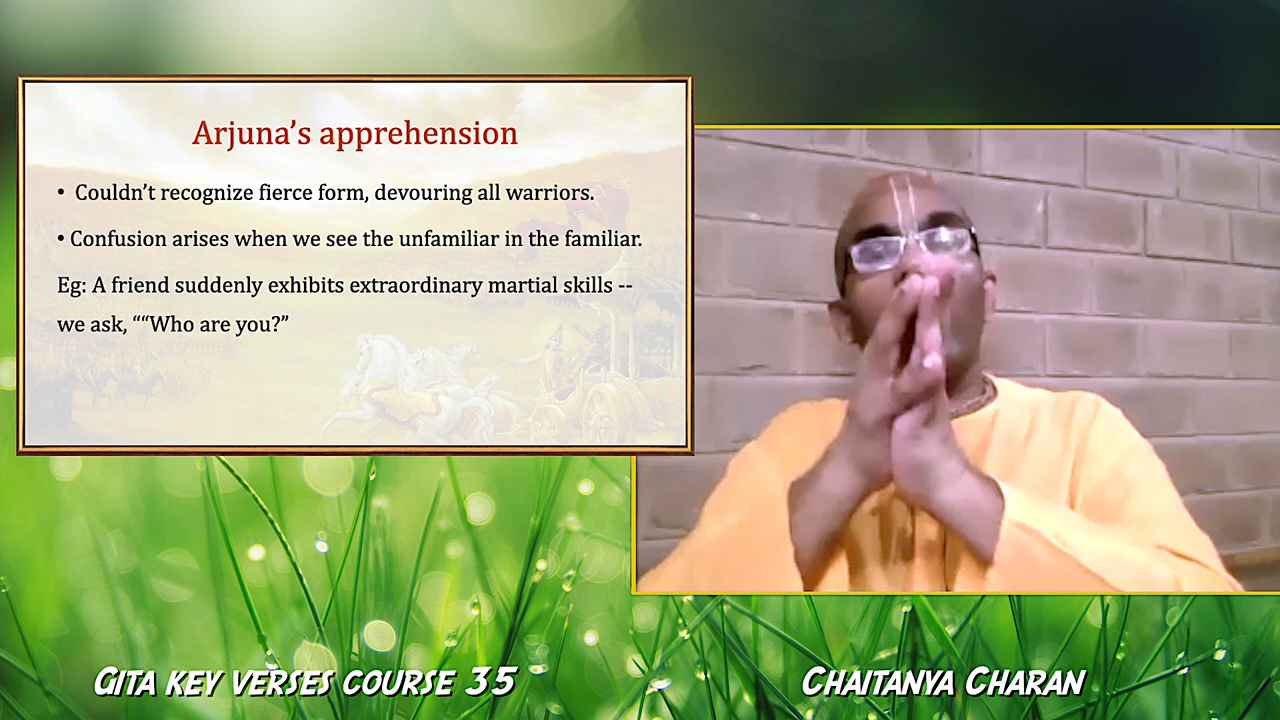 Arjuna’s apprehension
• Couldn’t recognize fierce form, devouring all warriors.
• Confusion arises when we see the unfamiliar in the familiar.
Eg: A friend suddenly exhibits extraordinary martial skills --
we ask, ““Who are you?”
GITA KEY VERSES COURSE 35
CHAITANYA CHARAN